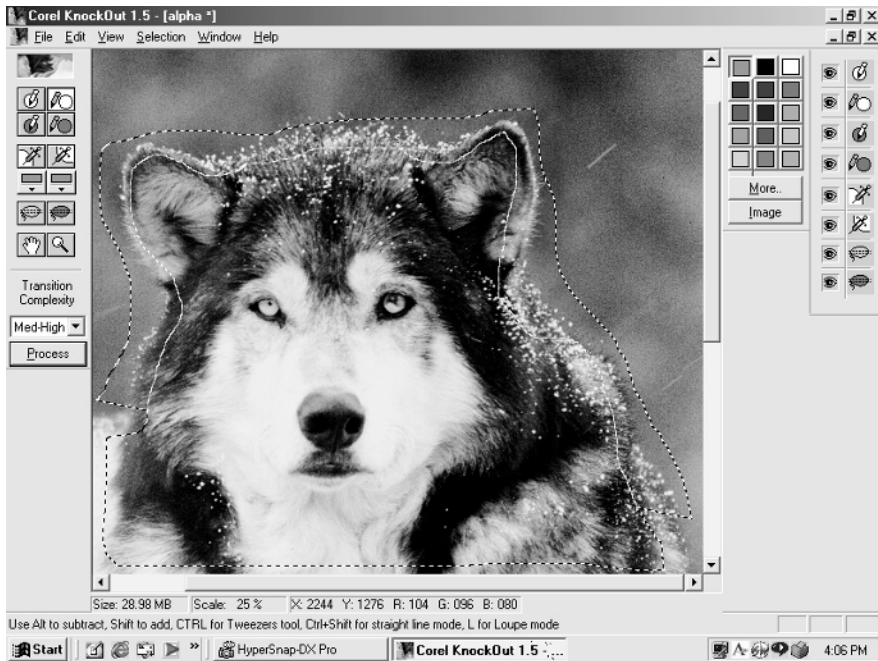 Corel KnockOut 1.5 - [alpha *]
File Edit View Selection Window Help
More..
Image
Transition
Complexity
Med-High
Process
Size: 28.98 MB Scale: 25 % X: 2244 Y: 1276 R: 104 G: 096 B: 080
Use Alt to subtract, Shift to add, CTRL for Tweezers tool, Ctrl+Shift for straight line mode, L for Loupe mode
Start » HyperSnap-DX Pro Corel KnockOut 1.5 -... 4:06 PM